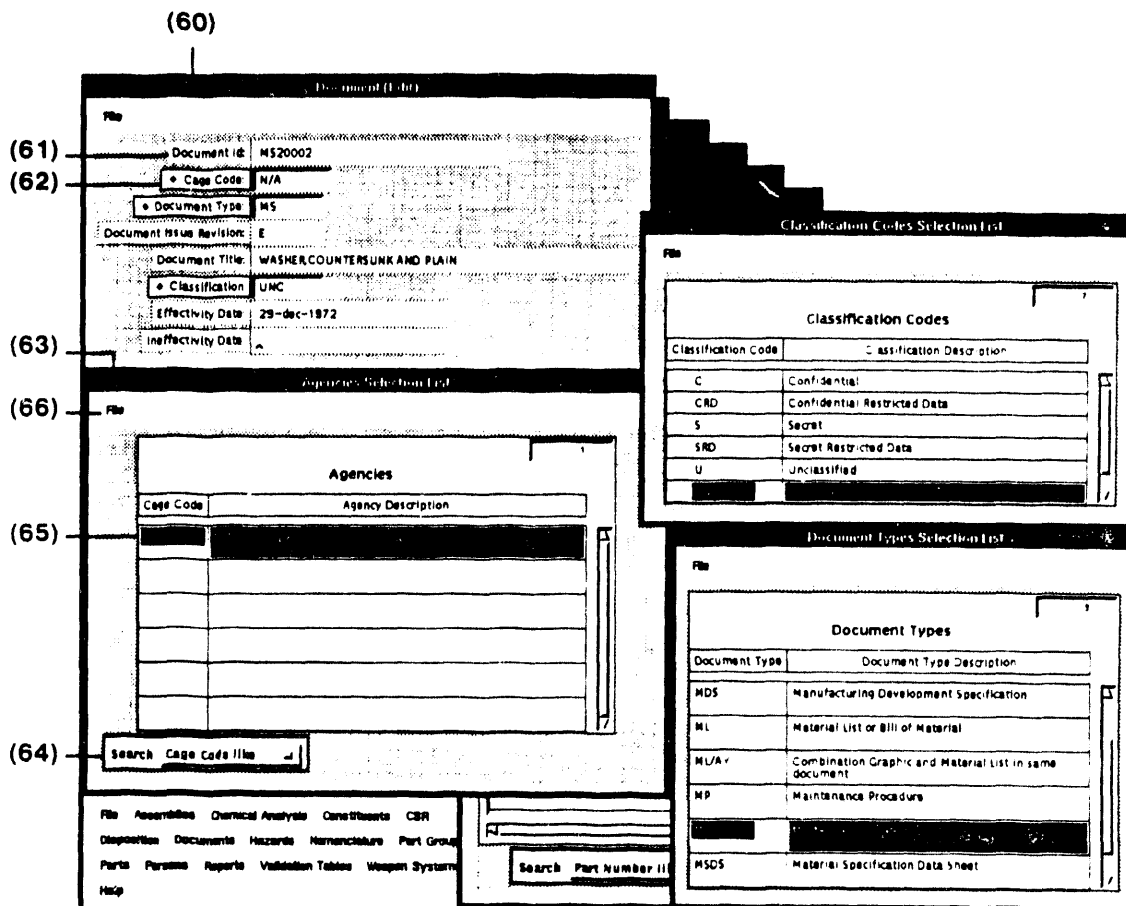 (60)
Document (Edit)
File
(61) Document Id: MS20002
(62) Cage Code: N/A
Document Type: MS
Document Issue Revision: E
Document Title: WASHER,COUNTERSUNK AND PLAIN
Classification UNC
Effectivity Date: 29-dec-1972
Ineffectivity Date
(63)
Agencies Selection List
(66) File
1
Agencies
Cage Code Agency Description
(65)
(64) Search Cage Code like
File Assemblies Chemical Analysis Constituents CSR
Disposition Documents Hazards Nomenclature Part Group
Parts Persons Reports Validation Tables Weapon Systems
Help
Search Part Number li
Classification Codes Selection List
File
Classification Codes
Classification Code Classification Description
C Confidential
CRD Confidential Restricted Data
S Secret
SRD Secret Restricted Data
U Unclassified
Document Types Selection List
File
Document Types
Document Type Document Type Description
MDS Manufacturing Development Specification
ML Material List or Bill of Material
Combination Graphic and Material List in same
document
MP Maintenance Procedure
MSDS Material Specification Data Sheet